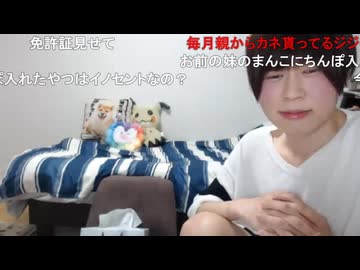 免許証見せて
毎月親からカネ貰ってるジジ
お前の妹のまんこにちんぽ入
ぽ入れたやつはイノセントなの？